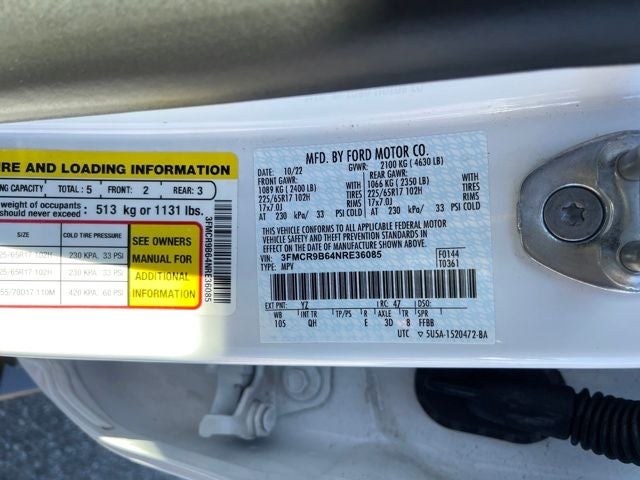 RE AND LOADING INFORMATION
NG CAPACITY TOTAL : 5 FRONT: 2 REAR: 3
weight of occupants
should never exceed : 513 kg or 1131 lbs.
SIZE COLD TIRE PRESSURE
25/65R17 102H 230 KPA, 33 PSI
25/65R17 102H 230 KPA, 33 PSI
55/70D17 110M 420 KPA, 60 PSI
SEE OWNERS
MANUAL FOR
ADDITIONAL
INFORMATION
3FMCR9B64NRE36085
MFD. BY FORD MOTOR CO.
DATE: 10/22 GVWR: 2100 KG ( 4630 LB)
FRONT GAWR: REAR GAWR:
1089 KG ( 2400 LB) WITH 1066 KG ( 2350 LB) WITH
225/65R17 102H TIRES 225/65R17 102H TIRES
17x7.0J RIMS 17x7.0J RIMS
AT 230 kPa/ 33 PSI COLD AT 230 kPa/ 33 PSI COLD
THIS VEHICLE CONFORMS TO ALL APPLICABLE FEDERAL MOTOR
VEHICLE SAFETY AND THEFT PREVENTION STANDARDS IN EFFECT
ON THE DATE OF MANUFACTURE SHOWN ABOVE.
VIN: 3FMCR9B64NRE36085 F0144
TYPE: MPV T0361
EXT PNT: YZ RC: 47 DSO:
WB INT TR TP/PS R AXLE TR SPR
105 QH E 3D 8 FFBB
UTC ▽ 5U5A-1520472-BA